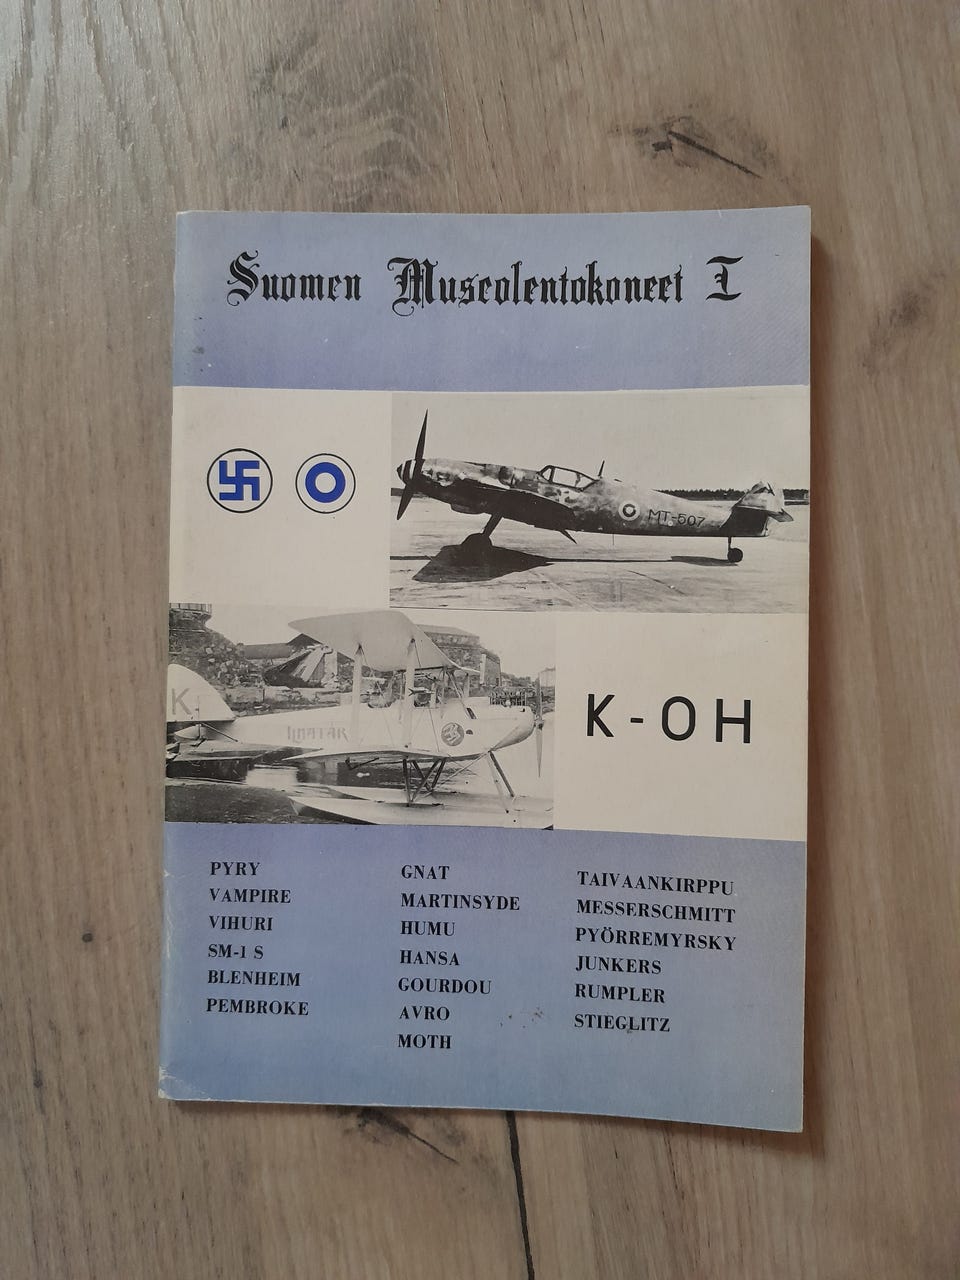 Suomen Museolentokoneet I
MT-507
K
ILMATAR
K-OH
PYRY
VAMPIRE
VIHURI
SM-1 S
BLENHEIM
PEMBROKE
GNAT
MARTINSYDE
HUMU
HANSA
GOURDOU
AVRO
MOTH
TAIVAANKIRPPU
MESSERSCHMITT
PYÖRREMYRSKY
JUNKERS
RUMPLER
STIEGLITZ